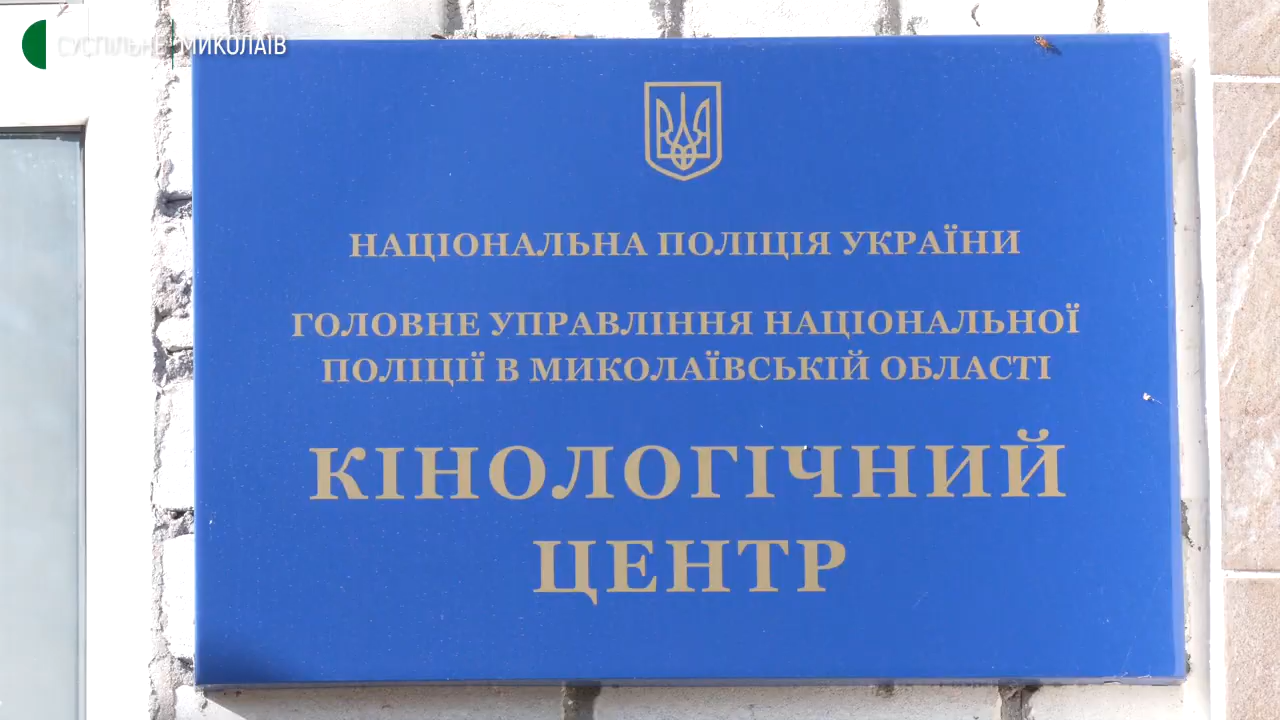 СУСПІЛЬНЕ МИКОЛАЇВ
НАЦІОНАЛЬНА ПОЛІЦІЯ УКРАЇНИ
ГОЛОВНЕ УПРАВЛІННЯ НАЦІОНАЛЬНОЇ
ПОЛІЦІЇ В МИКОЛАЇВСЬКІЙ ОБЛАСТІ
КІНОЛОГІЧНИЙ
ЦЕНТР